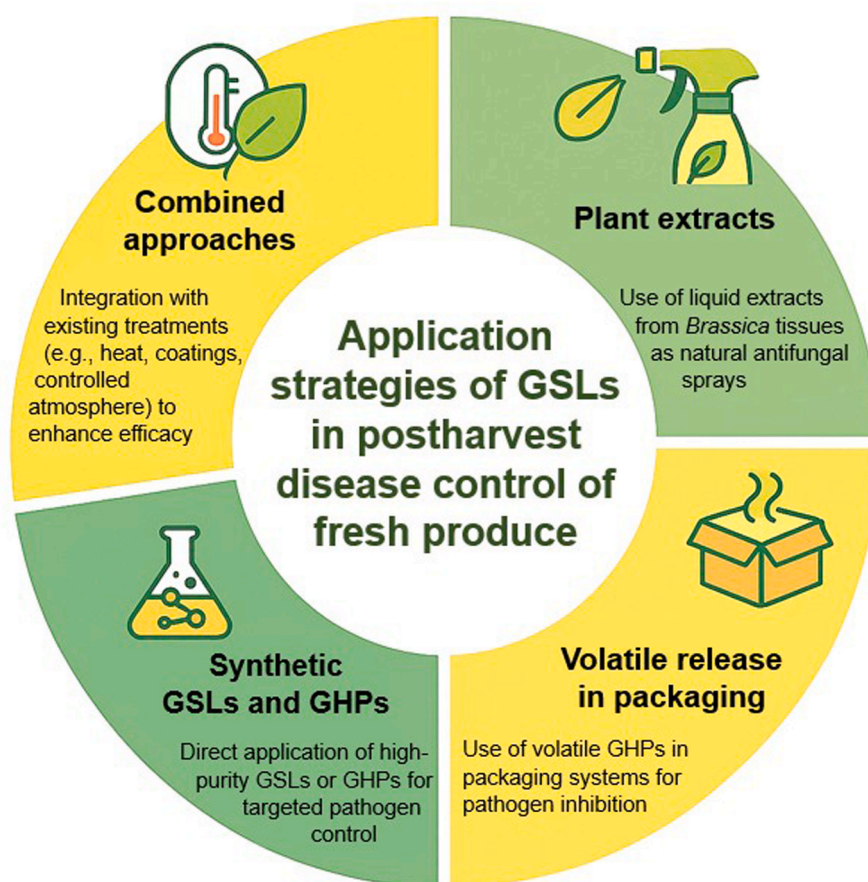 Combined
approaches
Integration with
existing treatments
(e.g., heat, coatings,
controlled
atmosphere) to
enhance efficacy
Plant extracts
Use of liquid extracts
from Brassica tissues
as natural antifungal
sprays
Application
strategies of GSLs
in postharvest
disease control of
fresh produce
Synthetic
GSLs and GHPs
Direct application of high-
purity GSLs or GHPs for
targeted pathogen
control
Volatile release
in packaging
Use of volatile GHPs in
packaging systems for
pathogen inhibition